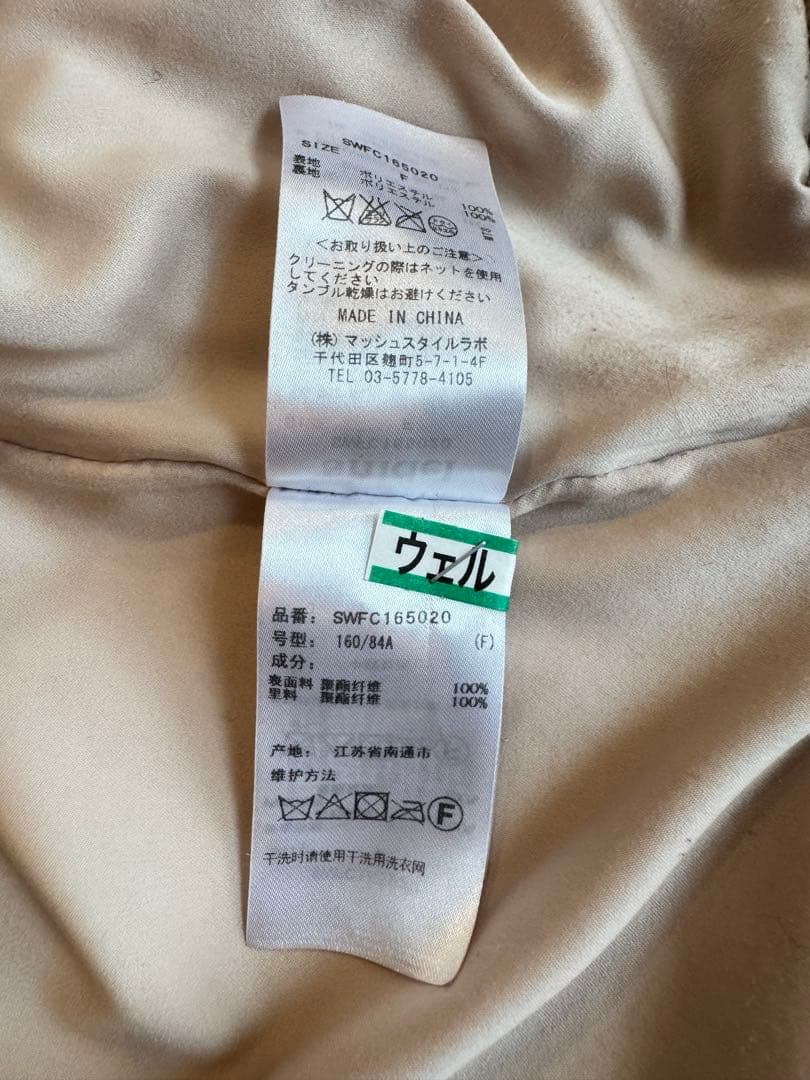 SWFC165020
SIZE F
表地 ポリエステル 100%
裏地 ポリエステル 100%
<お取り扱い上のご注意>
クリーニングの際はネットを使用
してください
タンブル乾燥はお避けください
MADE IN CHINA
(株)マッシュスタイルラボ
千代田区麹町5-7-1-4F
TEL 03-5778-4105
ウェル
品番: SWFC165020
号型: 160/84A (F)
成分:
表面料 聚酯纤维 100%
里料 聚酯纤维 100%
产地: 江苏省南通市
维护方法
F
干洗时请使用干洗用洗衣网